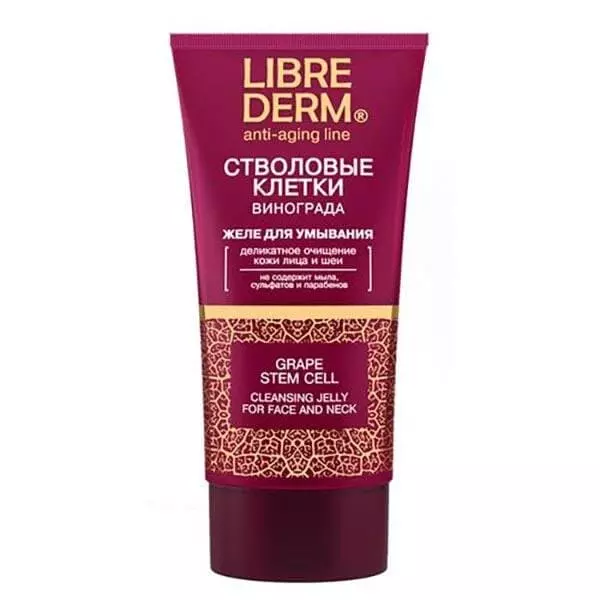 LIBRE
DERM®
anti-aging line
СТВОЛОВЫЕ
КЛЕТКИ
ВИНОГРАДА
ЖЕЛЕ ДЛЯ УМЫВАНИЯ
деликатное очищение
кожи лица и шеи
не содержит мыла,
сульфатов и парабенов
GRAPE
STEM CELL
CLEANSING JELLY
FOR FACE AND NECK